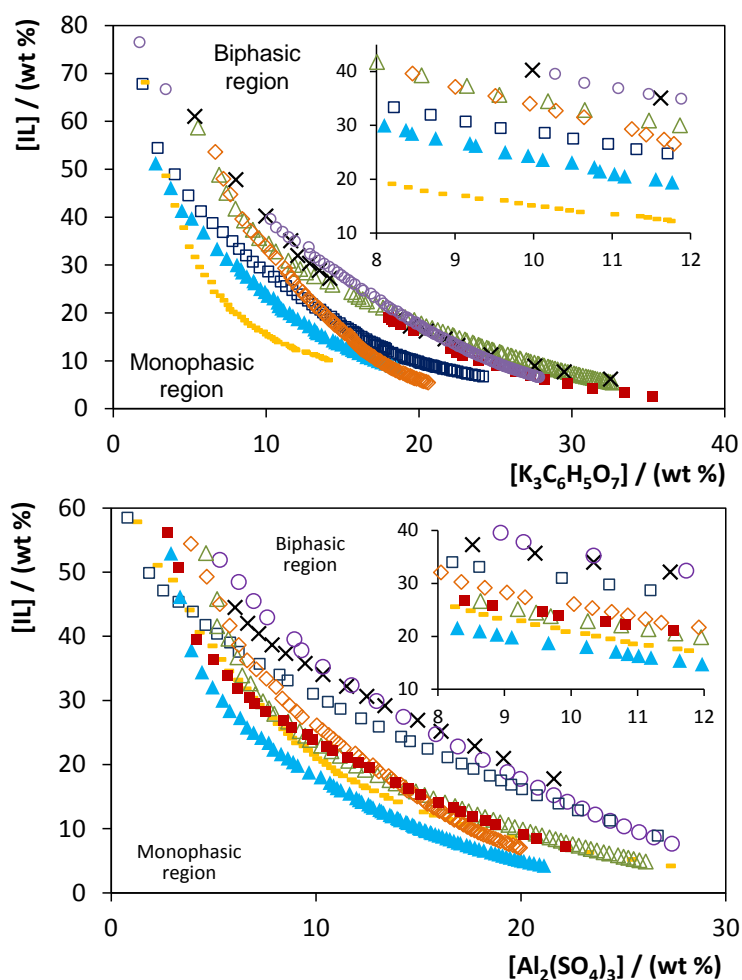 [IL] / (wt %)
80
70
60
50
40
30
20
10
0
Biphasic
region
Monophasic
region
40
30
20
10
8 9 10 11 12
0 10 20 30 40
[K₃C₆H₅O₇] / (wt %)
[IL] / (wt %)
60
50
40
30
20
10
0
Biphasic
region
Monophasic
region
40
30
20
10
8 9 10 11 12
0 10 20 30
[Al₂(SO₄)₃] / (wt %)